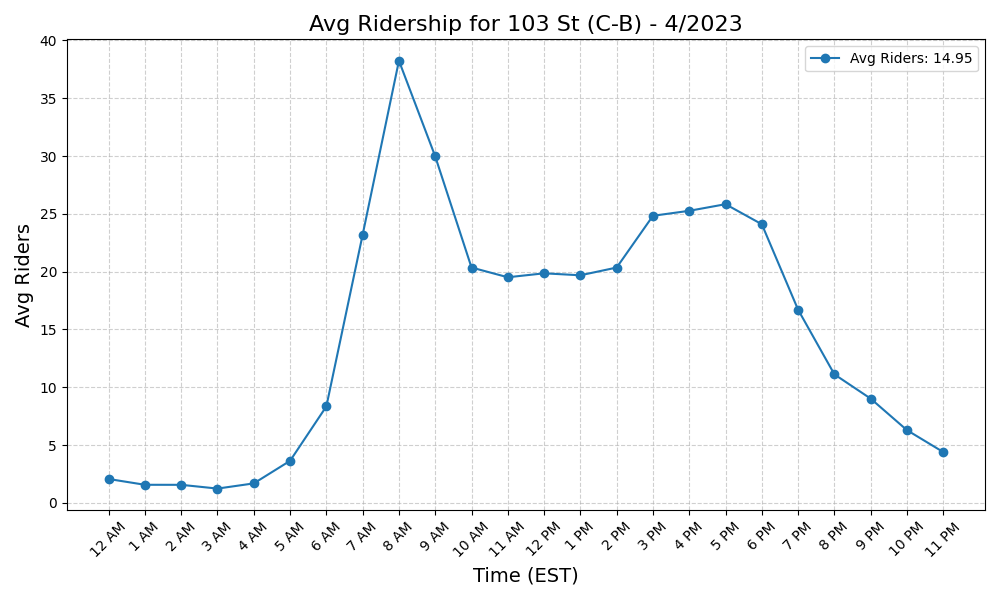 Avg Ridership for 103 St (C-B) - 4/2023
Avg Riders: 14.95
Avg Riders
40
35
30
25
20
15
10
5
0
12 AM
1 AM
2 AM
3 AM
4 AM
5 AM
6 AM
7 AM
8 AM
9 AM
10 AM
11 AM
12 PM
1 PM
2 PM
3 PM
4 PM
5 PM
6 PM
7 PM
8 PM
9 PM
10 PM
11 PM
Time (EST)